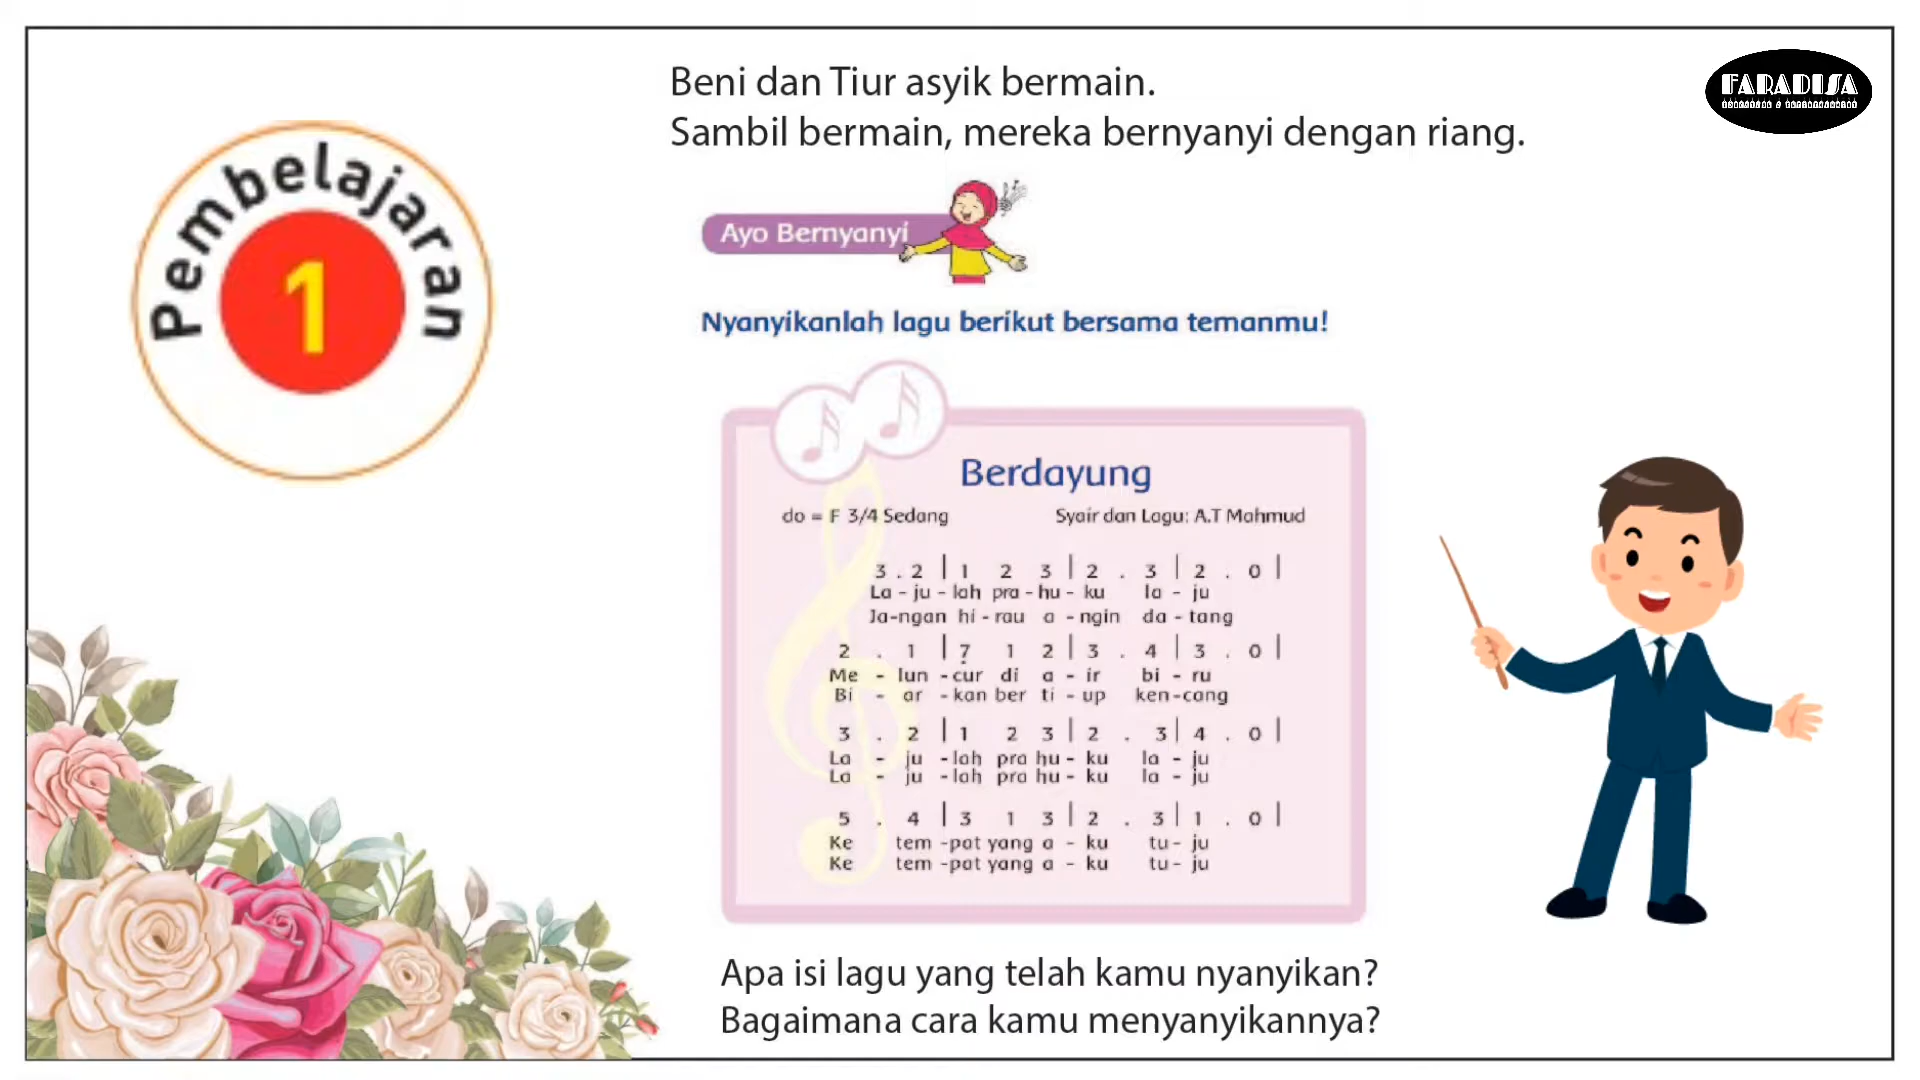 Beni dan Tiur asyik bermain.
Sambil bermain, mereka bernyanyi dengan riang.
FARADISA
Pembelajaran
1
Ayo Bernyanyi
Nyanyikanlah lagu berikut bersama temanmu!
Berdayung
do = F 3/4 Sedang Syair dan Lagu: A.T Mahmud
3 . 2 | 1 2 3 | 2 . 3 | 2 . 0 |
La - ju - lah pra - hu - ku la - ju
Ja-ngan hi - rau a - ngin da - tang
2 . 1 | 7̣ 1 2 | 3 . 4 | 3 . 0 |
Me - lun - cur di a - ir bi - ru
Bi - ar - kan ber ti - up ken-cang
3 . 2 | 1 2 3 | 2 . 3 | 4 . 0 |
La - ju - lah pra hu - ku la - ju
La - ju - lah pra hu - ku la - ju
5 . 4 | 3 1 3 | 2 . 3 | 1 . 0 |
Ke tem -pat yang a - ku tu - ju
Ke tem -pat yang a - ku tu - ju
Apa isi lagu yang telah kamu nyanyikan?
Bagaimana cara kamu menyanyikannya?